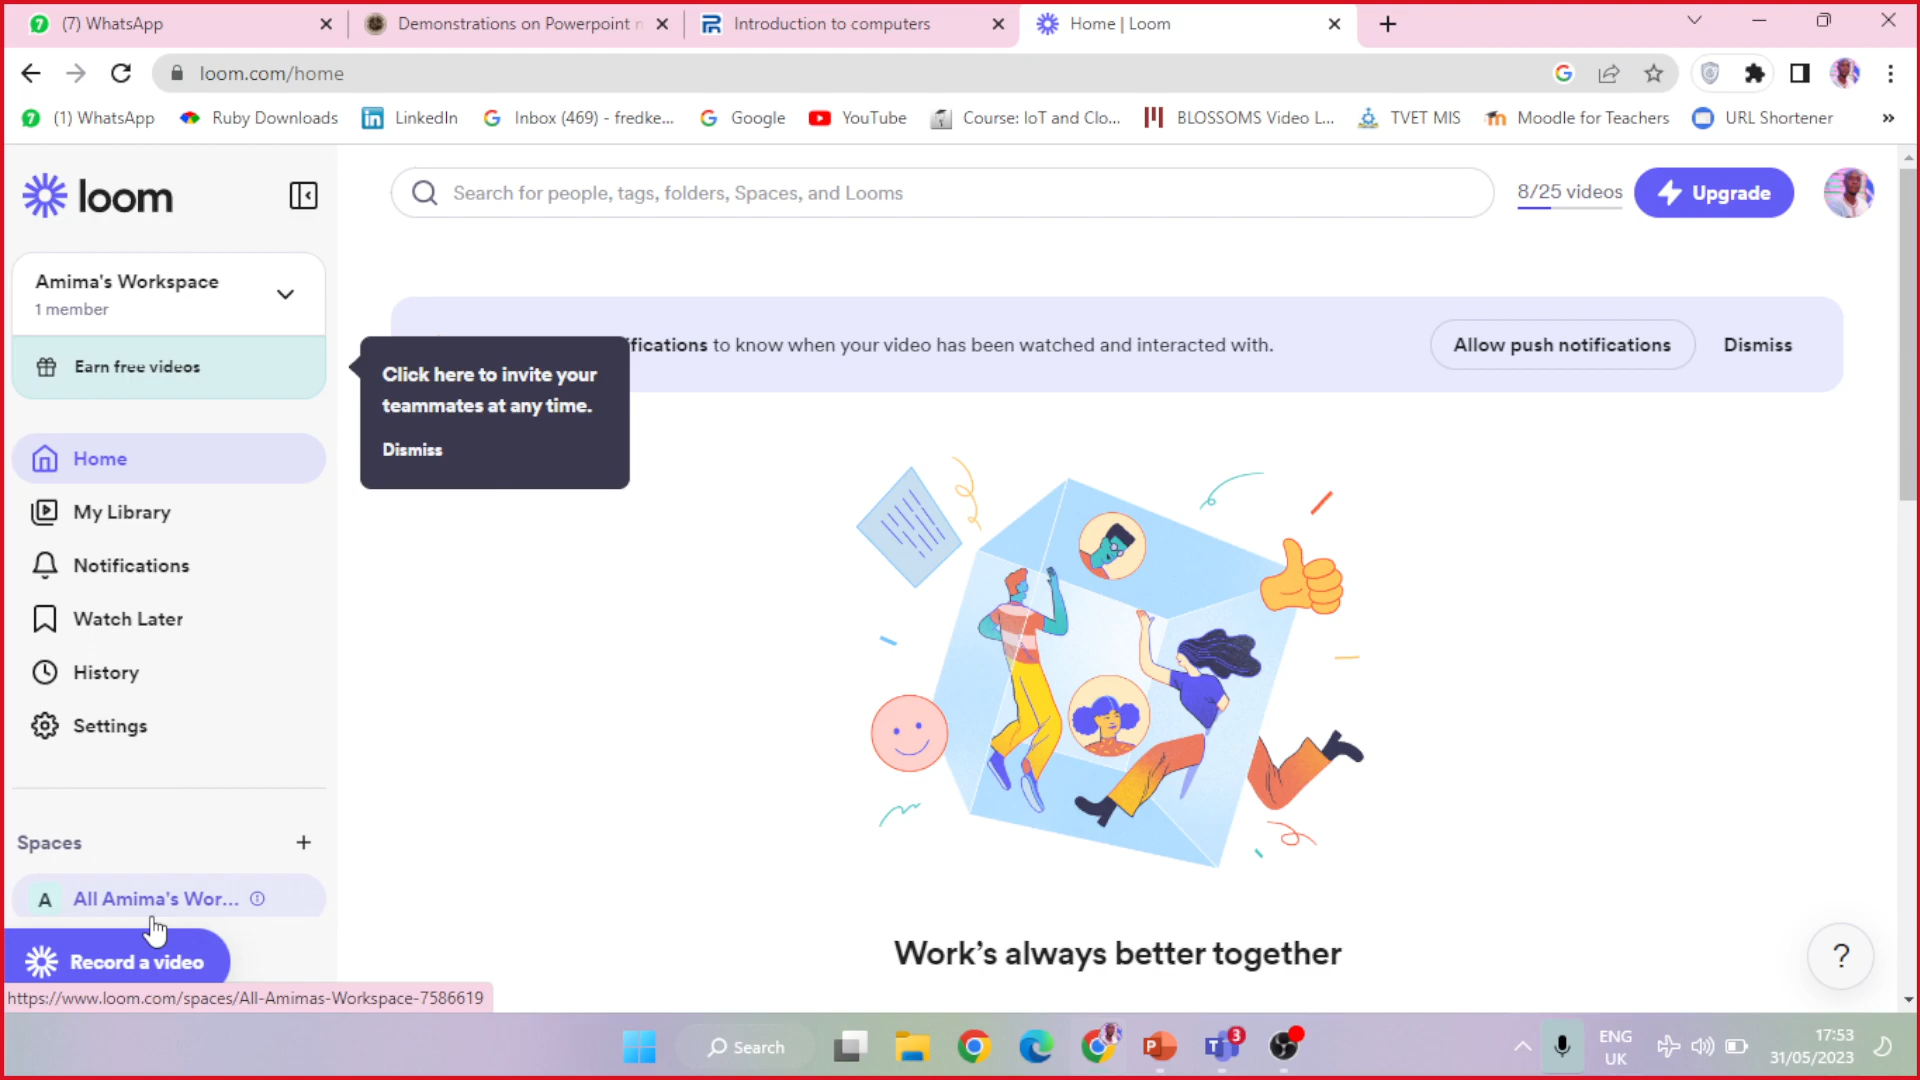 (7) WhatsApp
Demonstrations on Powerpoint
Introduction to computers
Home | Loom
loom.com/home
(1) WhatsApp
Ruby Downloads
LinkedIn
Inbox (469) - fredke...
Google
YouTube
Course: IoT and Clo...
BLOSSOMS Video L...
TVET MIS
Moodle for Teachers
URL Shortener
loom
Search for people, tags, folders, Spaces, and Looms
8/25 videos
Upgrade
Amima's Workspace
1 member
Earn free videos
Click here to invite your
teammates at any time.
Dismiss
ifications to know when your video has been watched and interacted with.
Allow push notifications
Dismiss
Home
My Library
Notifications
Watch Later
History
Settings
Spaces
A
All Amima's Wor...
Record a video
Work's always better together
?
https://www.loom.com/spaces/All-Amimas-Workspace-7586619
Search
3
ENG
UK
17:53
31/05/2023